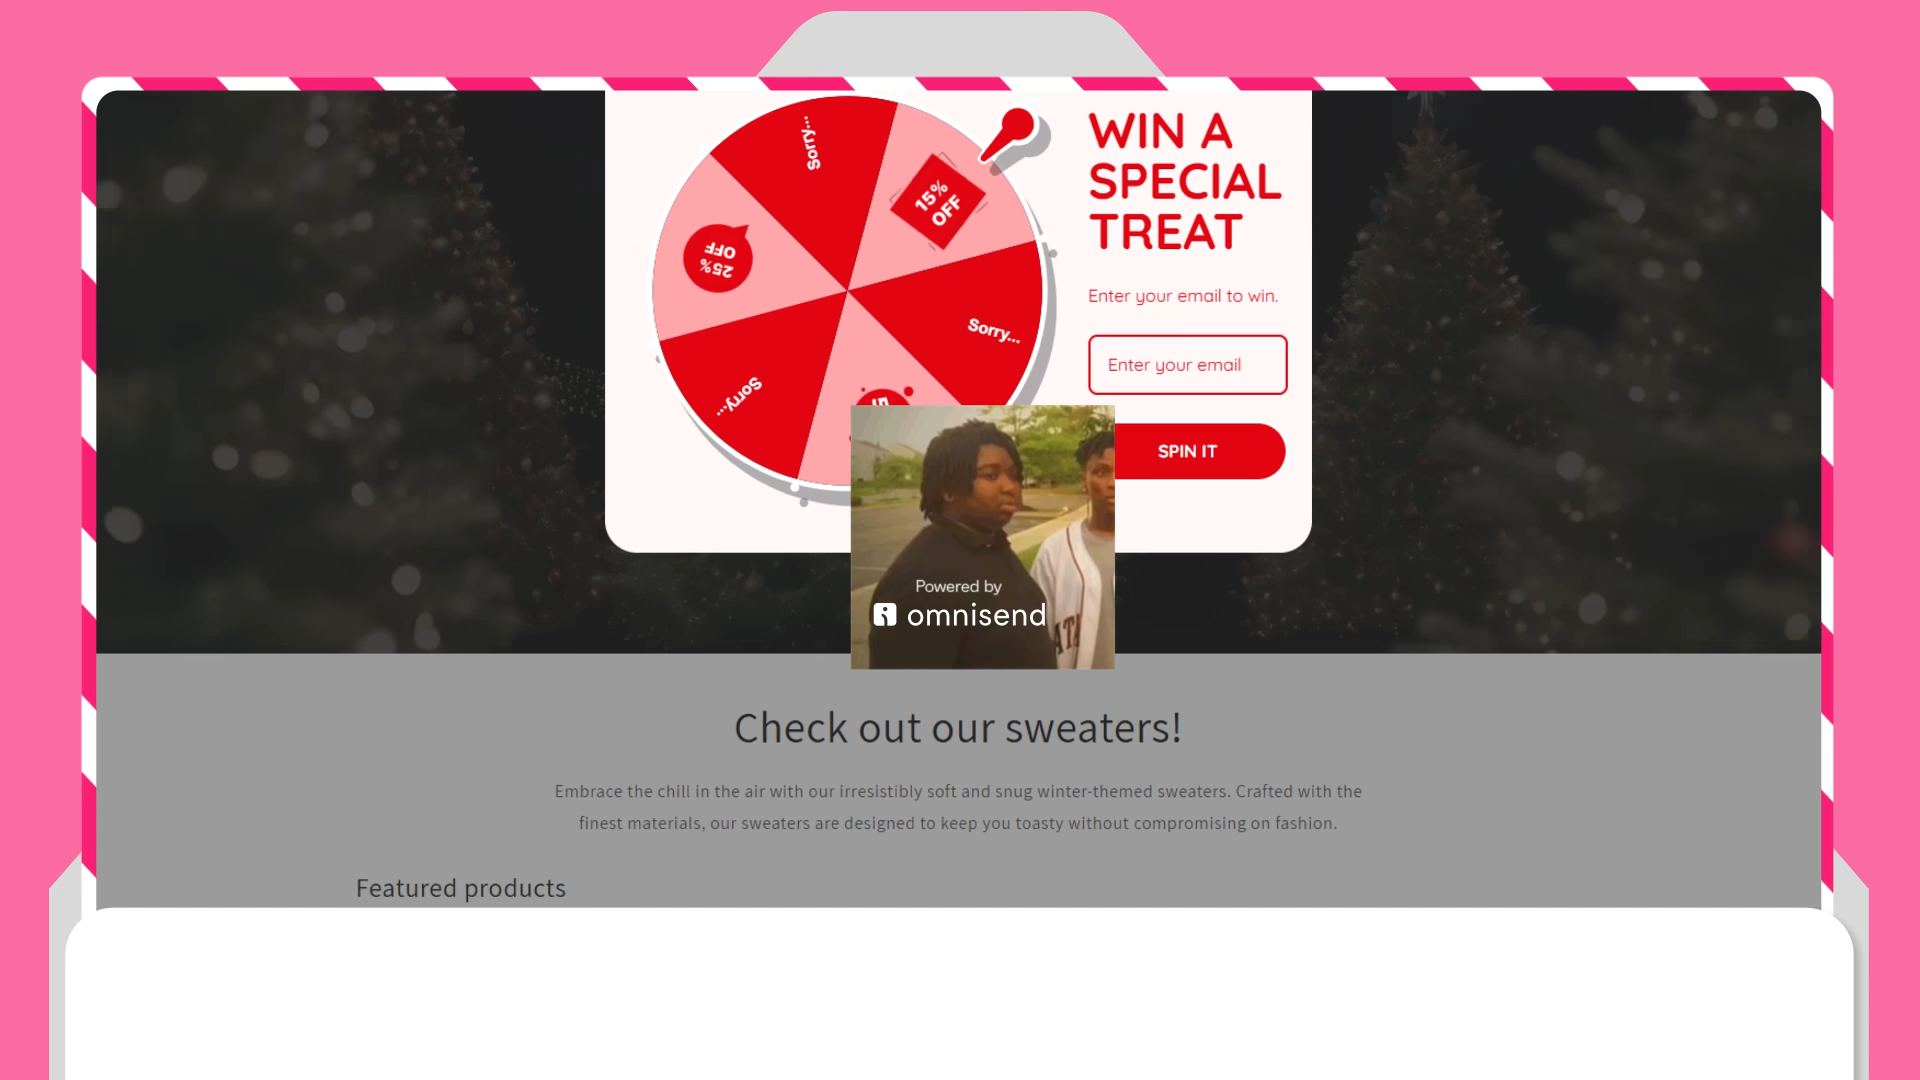 Sorry...
15%
OFF
25%
OFF
Sorry...
Sorry...
WIN A
SPECIAL
TREAT
Enter your email to win.
Enter your email
SPIN IT
Powered by
omnisend
Check out our sweaters!
Embrace the chill in the air with our irresistibly soft and snug winter-themed sweaters. Crafted with the
finest materials, our sweaters are designed to keep you toasty without compromising on fashion.
Featured products